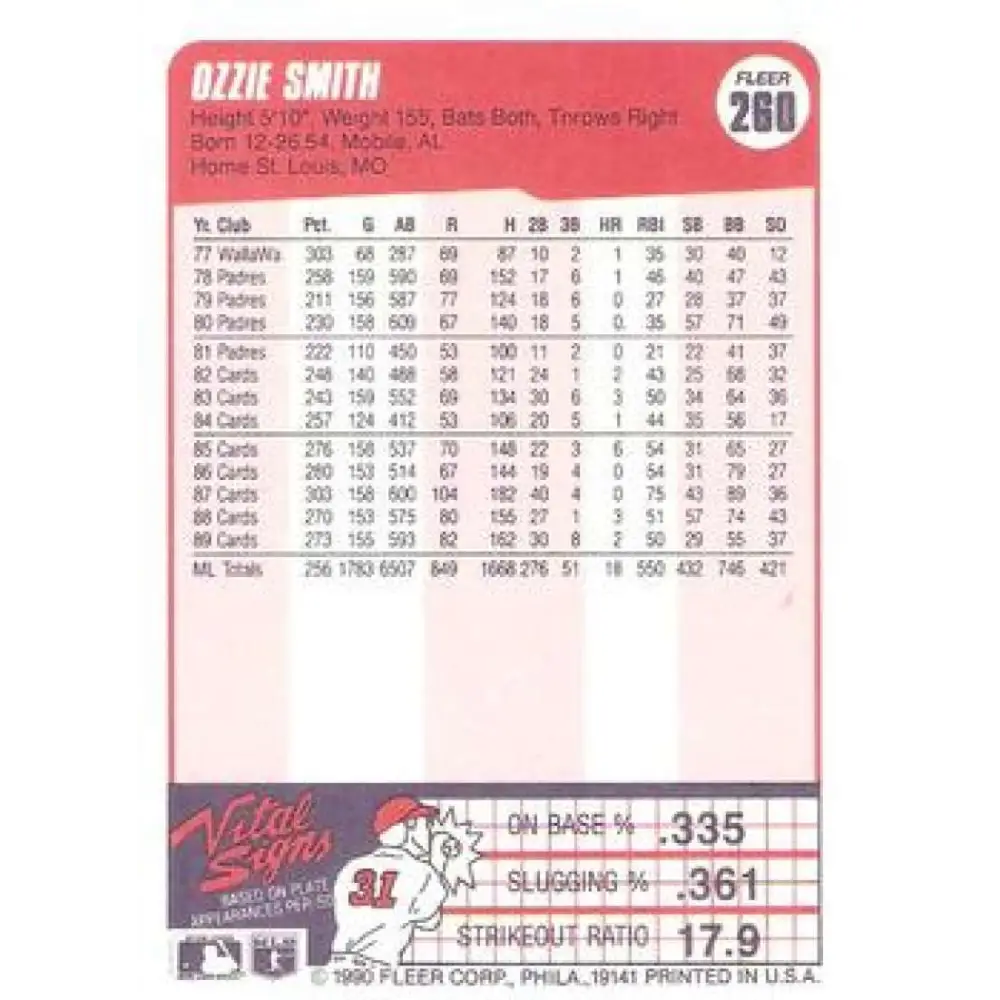 OZZIE SMITH
FLEER
260
Height 5'10", Weight 155, Bats Both, Throws Right
Born 12-26-54, Mobile, AL
Home St. Louis, MO
Yr. Club Pct. G AB R H 2B 3B HR RBI SB BB SO
77 WallaWa 303 68 287 69 87 10 2 1 35 30 40 12
78 Padres 258 159 590 69 152 17 6 1 46 40 47 43
79 Padres 211 156 587 77 124 18 6 0 27 28 37 37
80 Padres 230 158 609 67 140 18 5 0 35 57 71 49
81 Padres 222 110 450 53 100 11 2 0 21 22 41 37
82 Cards 248 140 488 58 121 24 1 2 43 25 68 32
83 Cards 243 159 552 69 134 30 6 3 50 34 64 36
84 Cards 257 124 412 53 106 20 5 1 44 35 56 17
85 Cards 276 158 537 70 148 22 3 6 54 31 65 27
86 Cards 280 153 514 67 144 19 4 0 54 31 79 27
87 Cards 303 158 600 104 182 40 4 0 75 43 89 36
88 Cards 270 153 575 80 155 27 1 3 51 57 74 43
89 Cards 273 155 593 82 162 30 8 2 50 29 55 37
ML Totals 256 1783 6507 849 1668 276 51 18 550 432 746 421
Vital
Signs
BASED ON PLATE
APPEARANCES PER SO
31
ON BASE % .335
SLUGGING % .361
STRIKEOUT RATIO 17.9
© 1990 FLEER CORP., PHILA.,19141 PRINTED IN U.S.A.